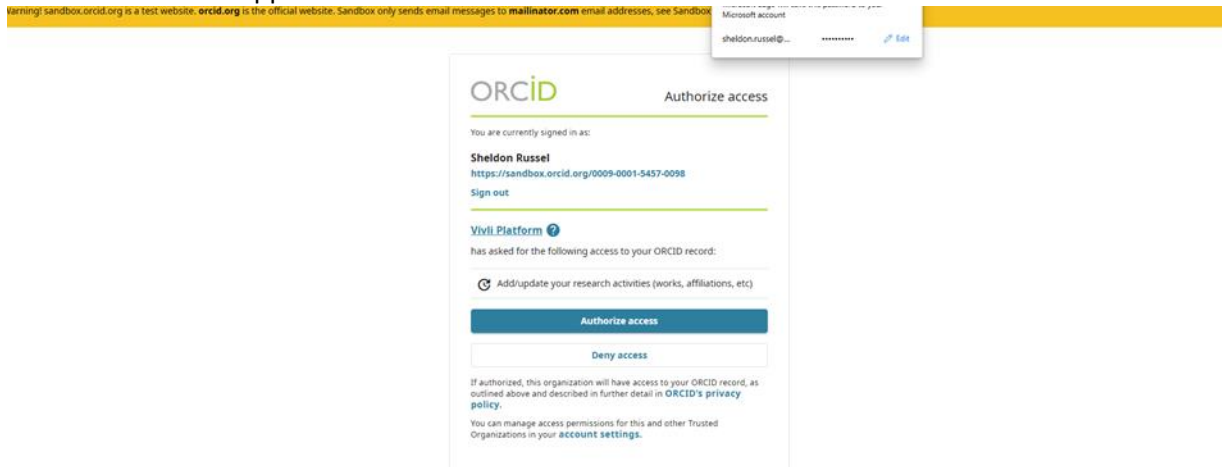 Warning! sandbox.orcid.org is a test website. orcid.org is the official website. Sandbox only sends email messages to mailinator.com email addresses, see Sandbox
Microsoft account
sheldon.russel@... •••••••••• Edit
ORCID
Authorize access
You are currently signed in as:
Sheldon Russel
https://sandbox.orcid.org/0009-0001-5457-0098
Sign out
Vivli Platform ?
has asked for the following access to your ORCID record:
Add/update your research activities (works, affiliations, etc)
Authorize access
Deny access
If authorized, this organization will have access to your ORCID record, as
outlined above and described in further detail in ORCID's privacy
policy.
You can manage access permissions for this and other Trusted
Organizations in your account settings.